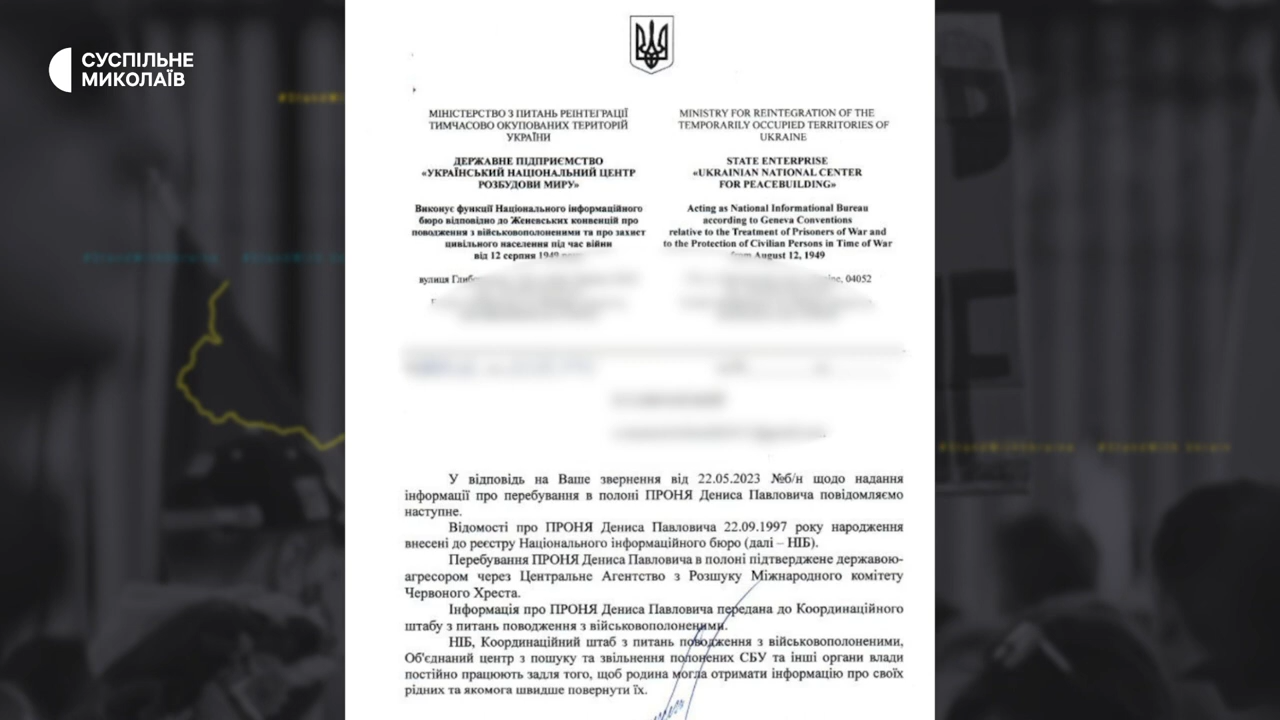 СУСПІЛЬНЕ
МИКОЛАЇВ
МІНІСТЕРСТВО З ПИТАНЬ РЕІНТЕГРАЦІЇ
ТИМЧАСОВО ОКУПОВАНИХ ТЕРИТОРІЙ
УКРАЇНИ
ДЕРЖАВНЕ ПІДПРИЄМСТВО
«УКРАЇНСЬКИЙ НАЦІОНАЛЬНИЙ ЦЕНТР
РОЗБУДОВИ МИРУ»
Виконує функції Національного інформаційного
бюро відповідно до Женевських конвенцій про
поводження з військовополоненими та про захист
цивільного населення під час війни
від 12 серпня 1949
вулиця
MINISTRY FOR REINTEGRATION OF THE
TEMPORARILY OCCUPIED TERRITORIES OF
UKRAINE
STATE ENTERPRISE
«UKRAINIAN NATIONAL CENTER
FOR PEACEBUILDING»
Acting as National Informational Bureau
according to Geneva Conventions
relative to the Treatment of Prisoners of War and
to the Protection of Civilian Persons in Time of War
from August 12, 1949
04052
У відповідь на Ваше звернення від 22.05.2023 №б/н щодо надання
інформації про перебування в полоні ПРОНЯ Дениса Павловича повідомляємо
наступне.
Відомості про ПРОНЯ Дениса Павловича 22.09.1997 року народження
внесені до реєстру Національного інформаційного бюро (далі – НІБ).
Перебування ПРОНЯ Дениса Павловича в полоні підтверджене державою-
агресором через Центральне Агентство з Розшуку Міжнародного комітету
Червоного Хреста.
Інформація про ПРОНЯ Дениса Павловича передана до Координаційного
штабу з питань поводження з військовополоненими.
НІБ, Координаційний штаб з питань поводження з військовополоненими,
Об'єднаний центр з пошуку та звільнення полонених СБУ та інші органи влади
постійно працюють задля того, щоб родина могла отримати інформацію про своїх
рідних та якомога швидше повернути їх.